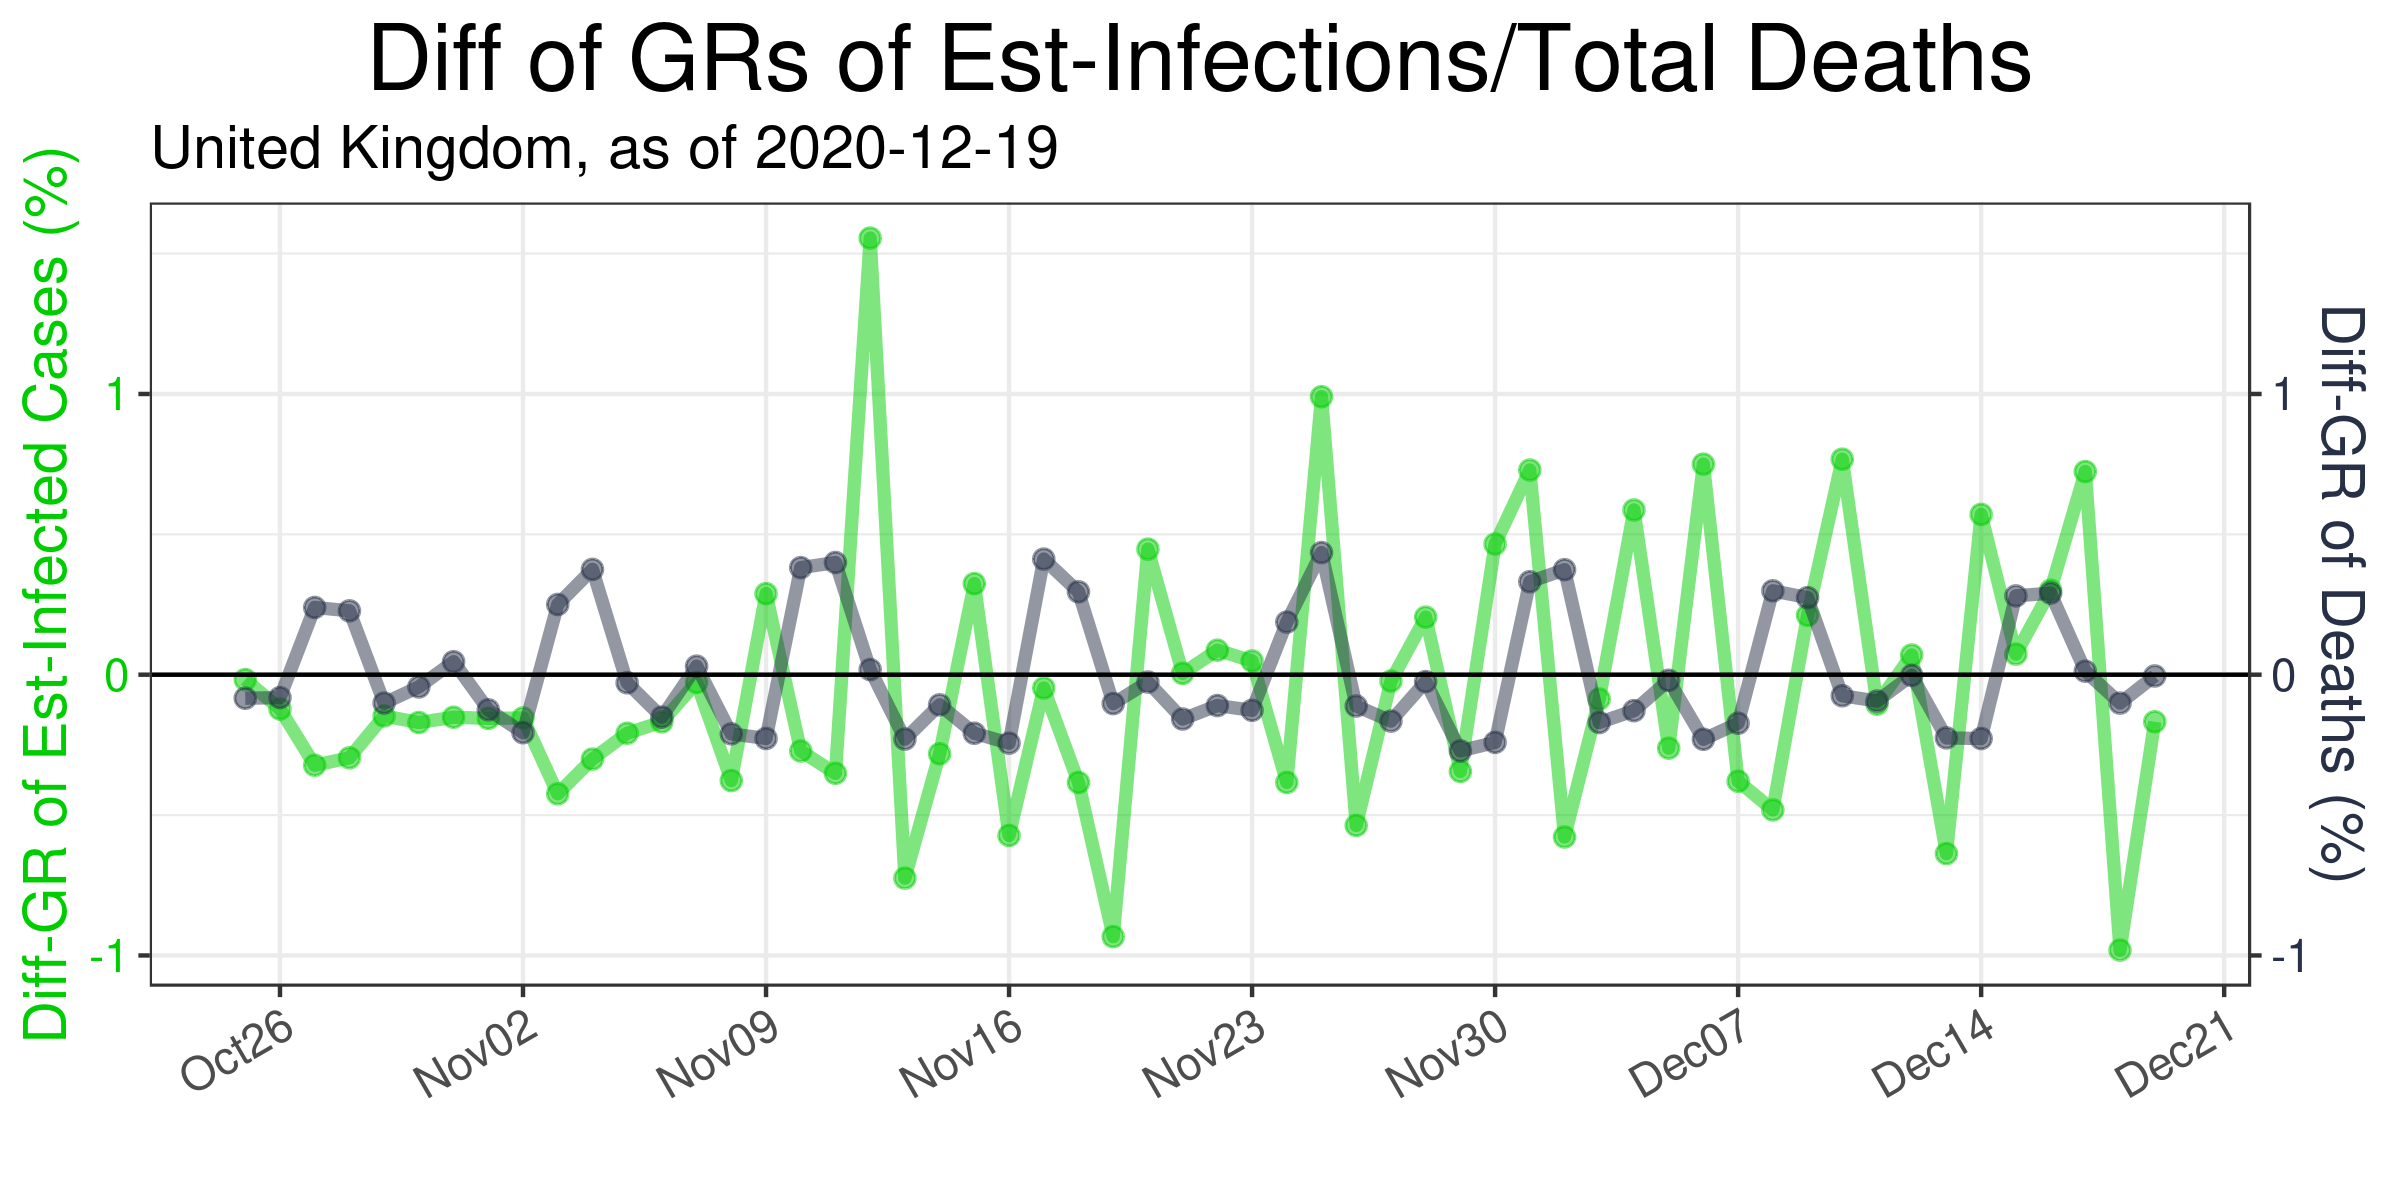 Diff of GRs of Est-Infections/Total Deaths
United Kingdom, as of 2020-12-19
Diff-GR of Est-Infected Cases (%)
1
0
-1
1
0
-1
Diff-GR of Deaths (%)
Oct26
Nov02
Nov09
Nov16
Nov23
Nov30
Dec07
Dec14
Dec21